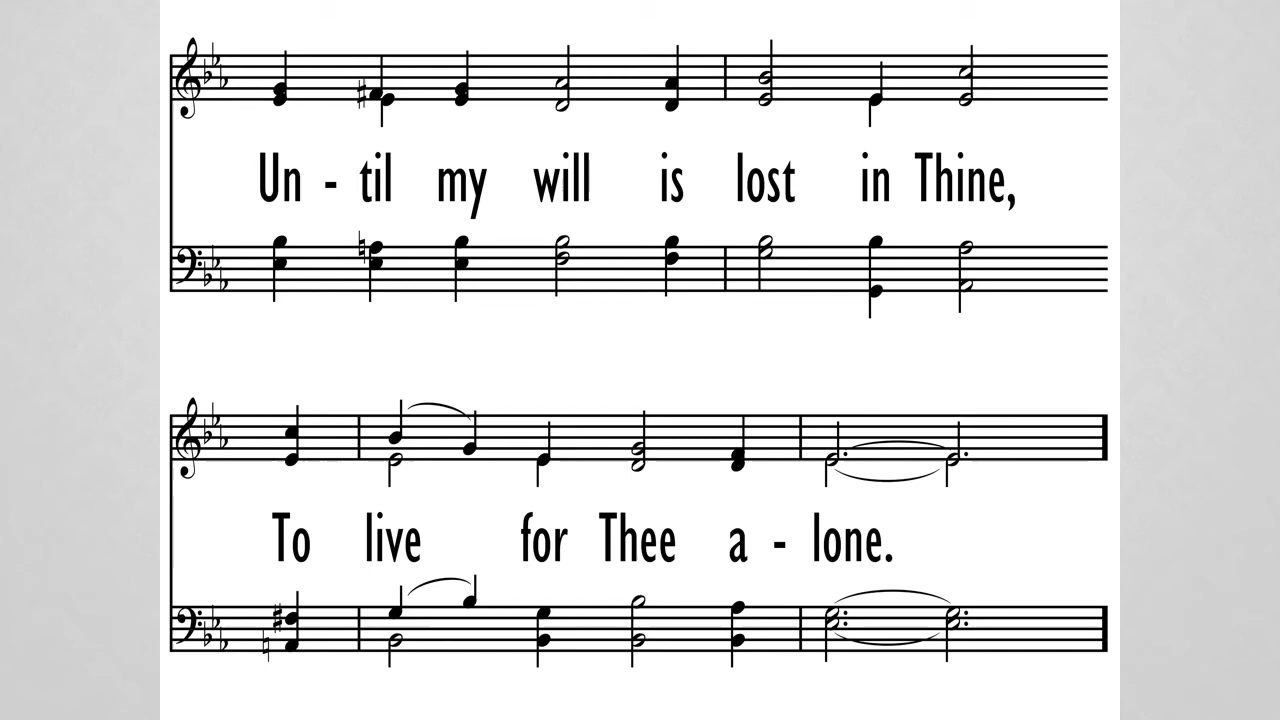 Un - til my will is lost in Thine,
To live for Thee a - lone.